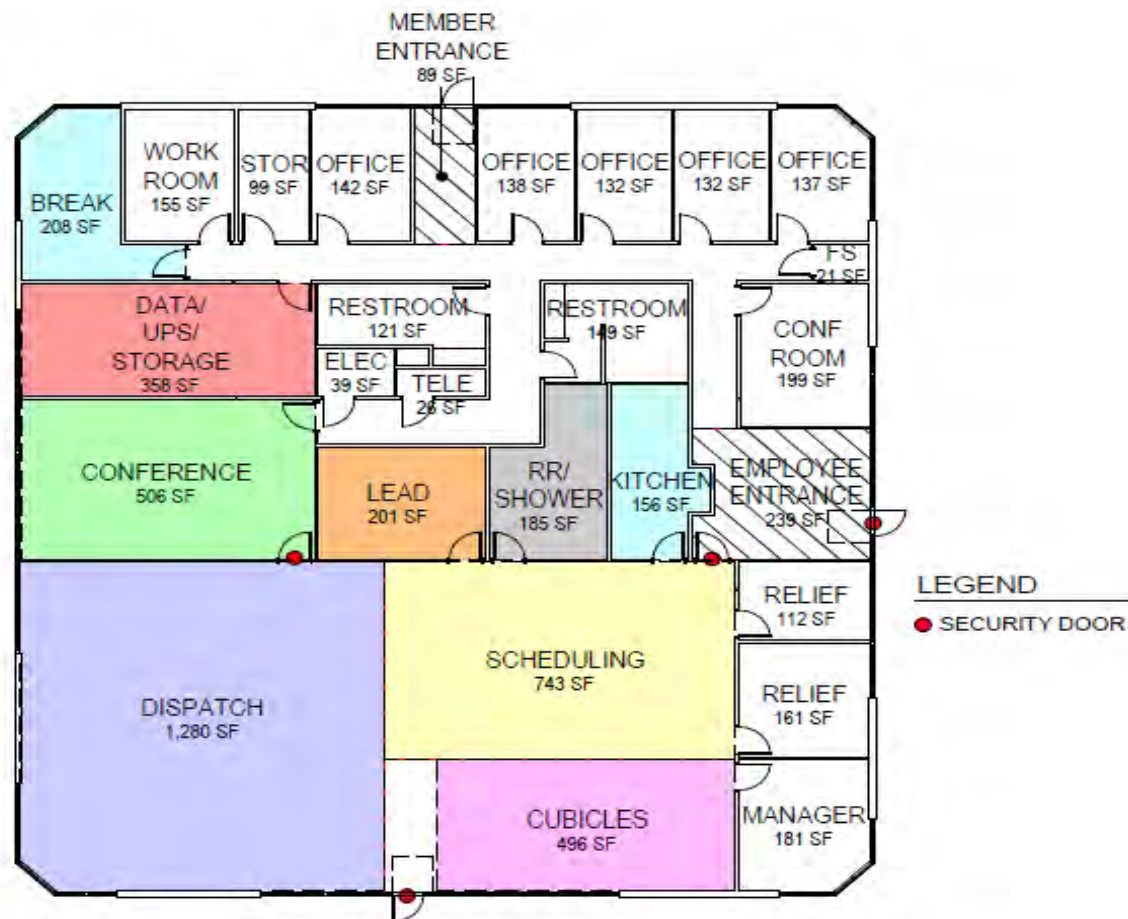 MEMBER
ENTRANCE
89 SF
WORK
ROOM
155 SF
STOR
99 SF
OFFICE
142 SF
OFFICE
138 SF
OFFICE
132 SF
OFFICE
132 SF
OFFICE
137 SF
BREAK
208 SF
FS
21 SF
DATA/
UPS/
STORAGE
358 SF
RESTROOM
121 SF
RESTROOM
149 SF
CONF
ROOM
199 SF
ELEC
39 SF
TELE
26 SF
CONFERENCE
506 SF
LEAD
201 SF
RR/
SHOWER
185 SF
KITCHEN
156 SF
EMPLOYEE
ENTRANCE
239 SF
LEGEND
SECURITY DOOR
RELIEF
112 SF
SCHEDULING
743 SF
RELIEF
161 SF
DISPATCH
1,280 SF
CUBICLES
496 SF
MANAGER
181 SF